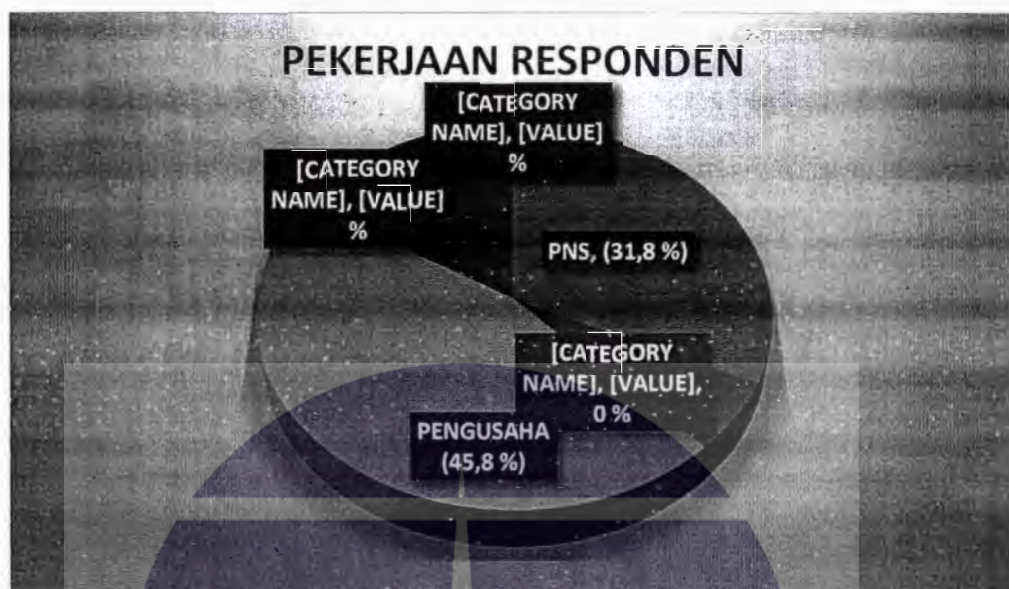 PEKERJAAN RESPONDEN
[CATEGORY
NAME], [VALUE]
%
[CATEGORY
NAME], [VALUE]
%
PNS, (31,8 %)
[CATEGORY
NAME], [VALUE],
0 %
PENGUSAHA
(45,8 %)